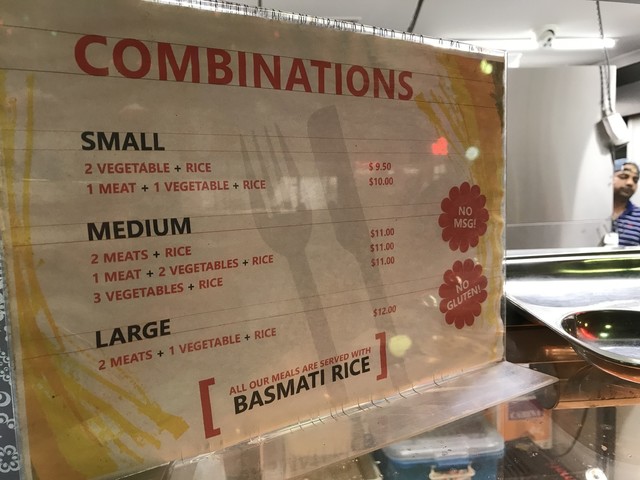 COMBINATIONS
SMALL
2 VEGETABLE + RICE $9.50
1 MEAT + 1 VEGETABLE + RICE $10.00
MEDIUM
2 MEATS + RICE $11.00
1 MEAT + 2 VEGETABLES + RICE $11.00
3 VEGETABLES + RICE $11.00
LARGE
2 MEATS + 1 VEGETABLE + RICE $12.00
NO
MSG!
NO
GLUTEN!
[ALL OUR MEALS ARE SERVED WITH
BASMATI RICE]